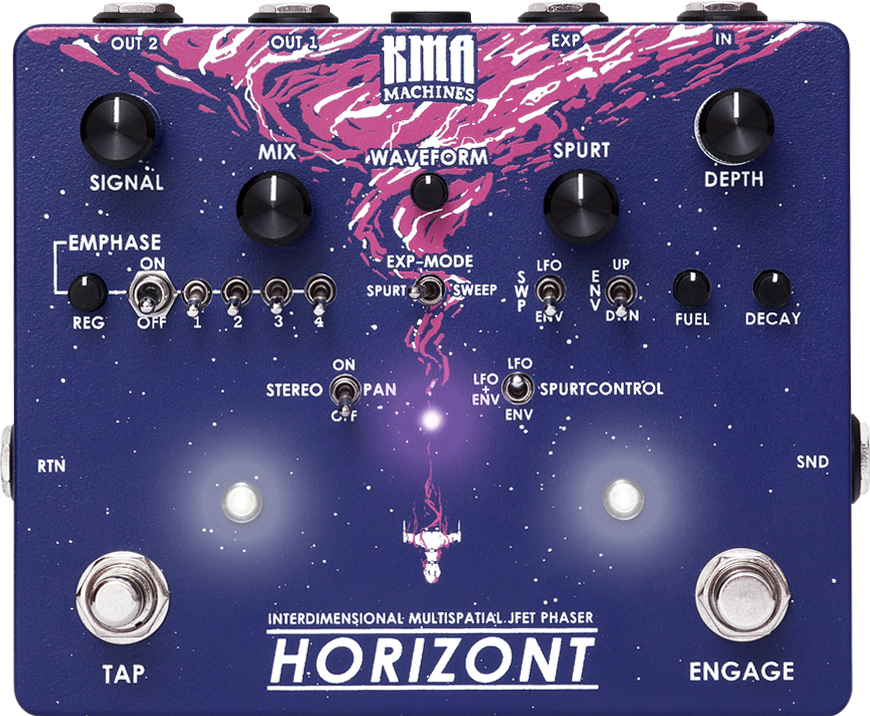 OUT 2
OUT 1
KMA
MACHINES
EXP
IN
SIGNAL
MIX
WAVEFORM
SPURT
DEPTH
EMPHASE
ON
OFF
REG
1
2
3
4
EXP-MODE
SPURT
SWEEP
SWP
LFO
ENV
ENV
UP
DWN
FUEL
DECAY
STEREO
ON
OFF
PAN
LFO
LFO
+
ENV
ENV
SPURTCONTROL
RTN
SND
INTERDIMENSIONAL MULTISPATIAL JFET PHASER
HORIZONT
TAP
ENGAGE